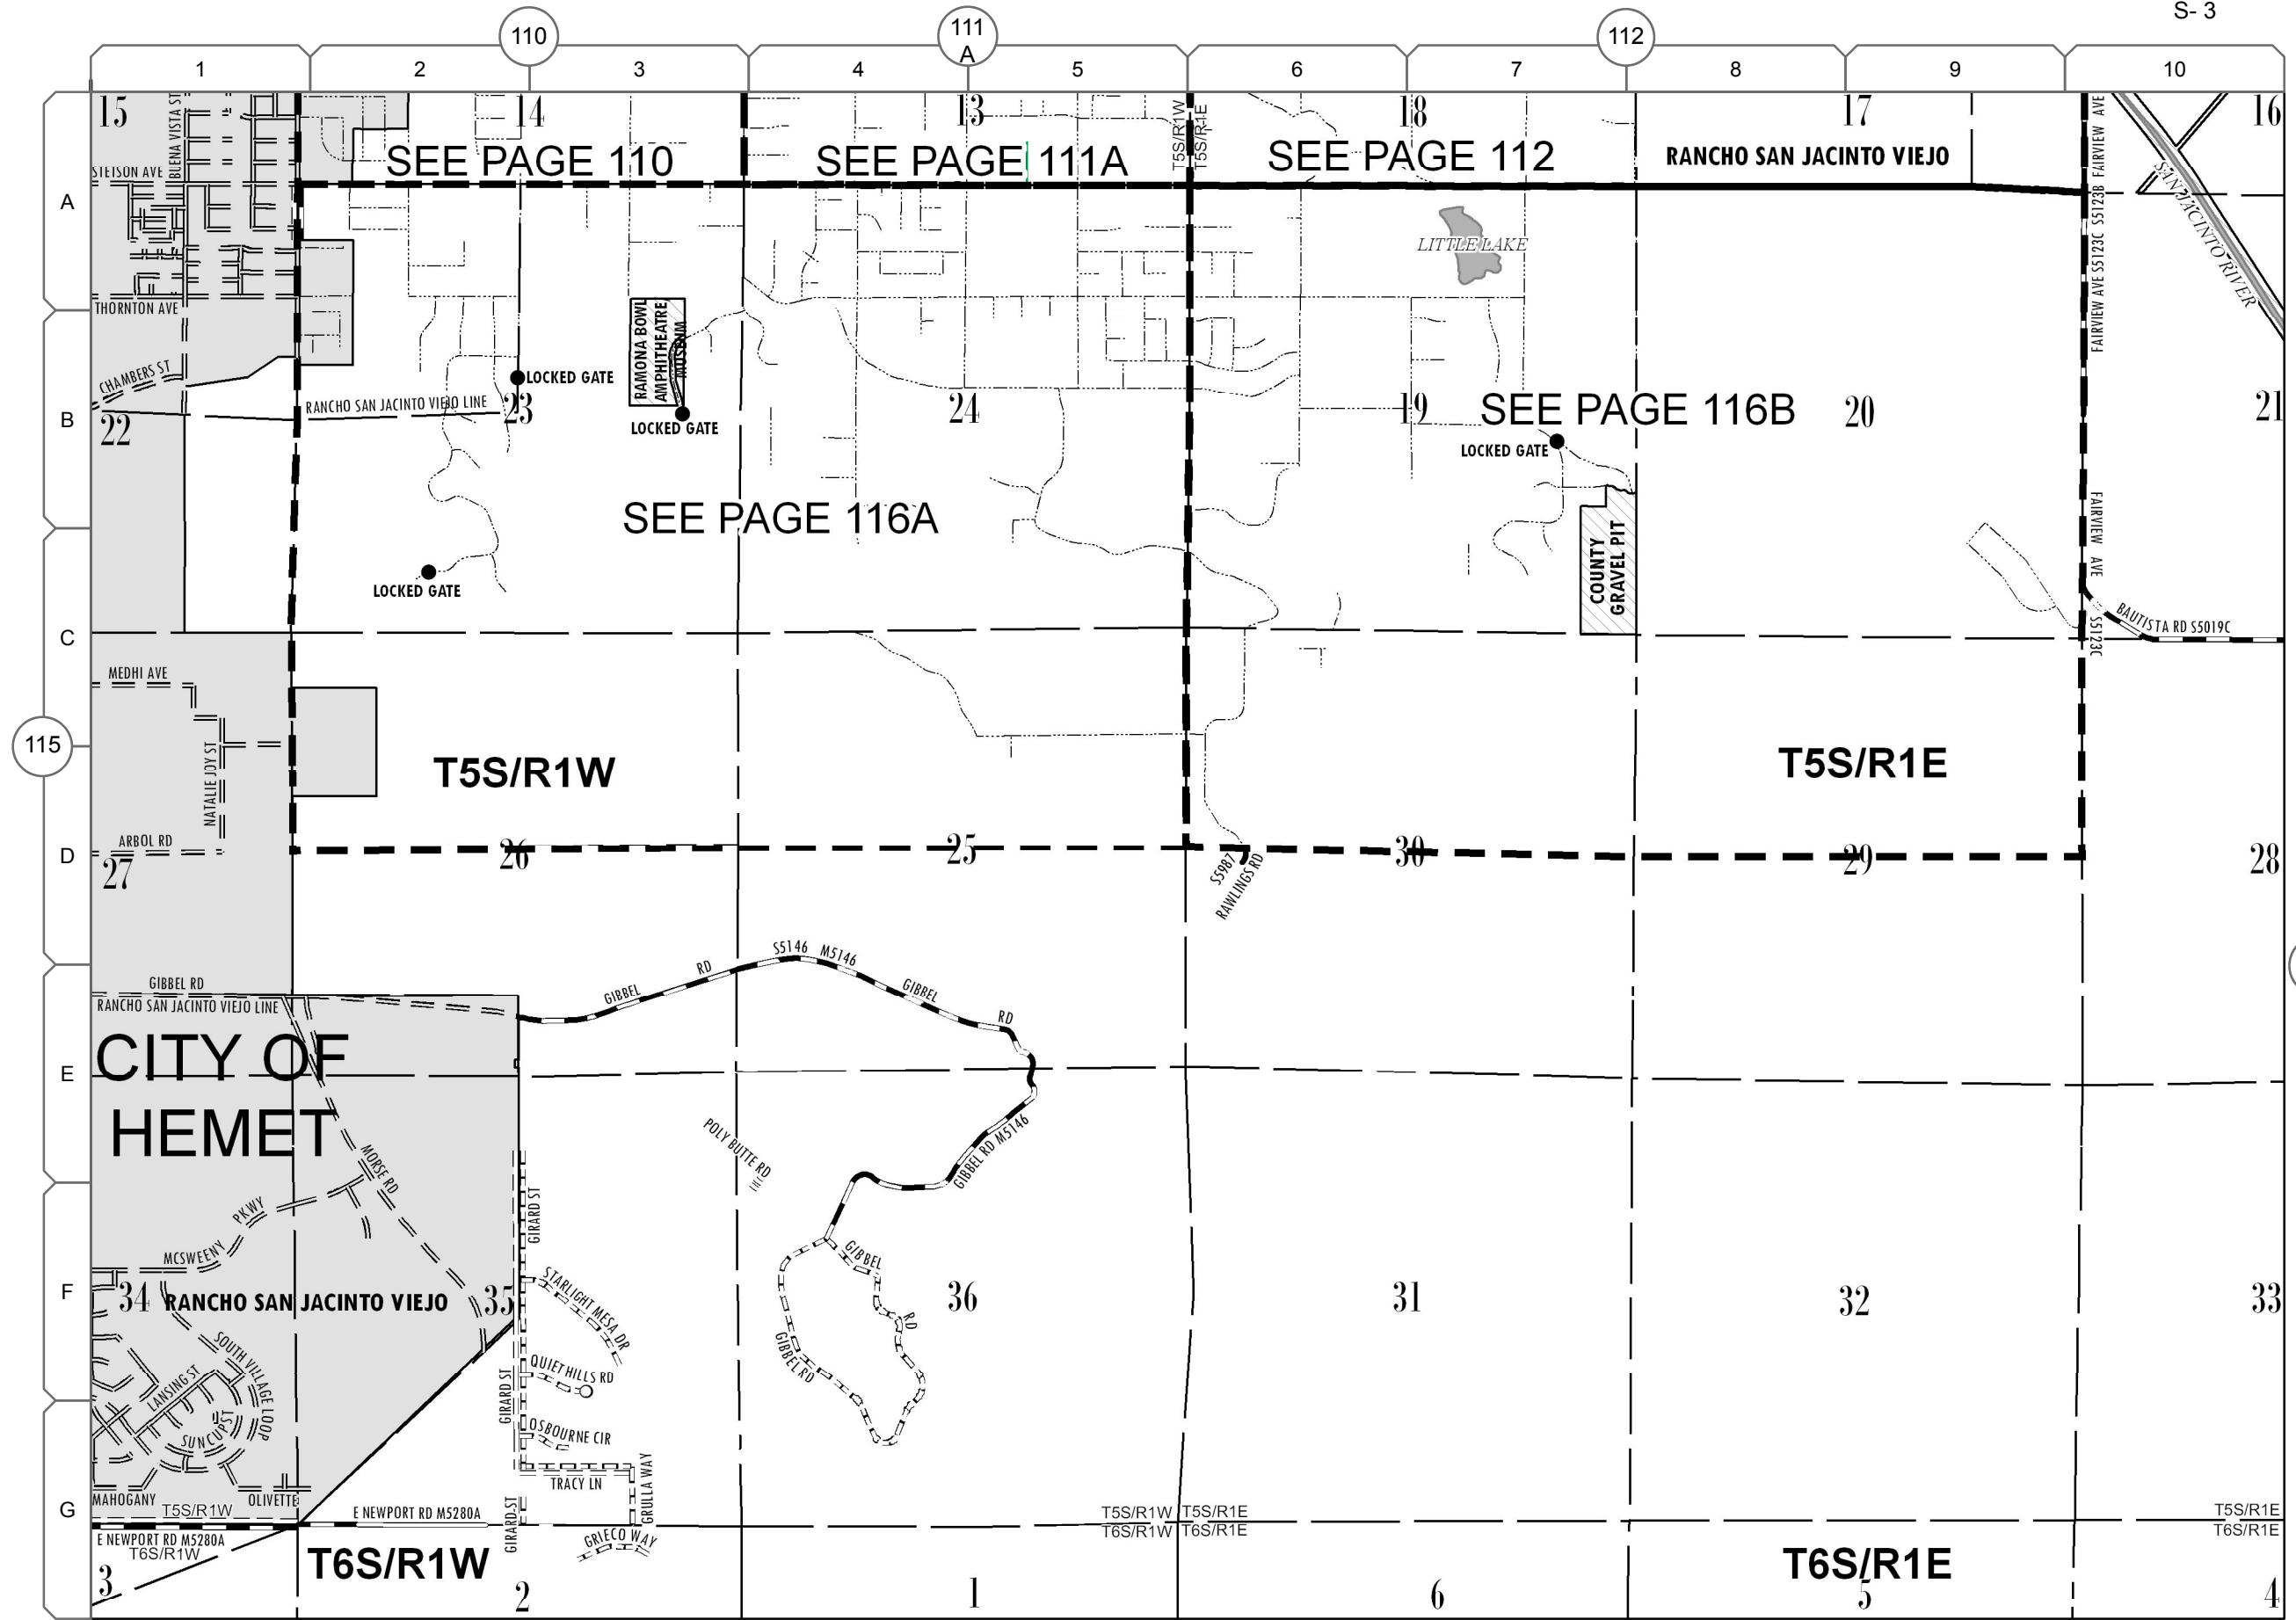 S- 3
110
111
A
112
1 2 3 4 5 6 7 8 9 10
15 14 13 18 17 16
BUENA VISTA ST
T5S/R1W
T5S/R1E
FAIRVIEW AVE
SEE PAGE 110
SEE PAGE 111A
SEE PAGE 112
RANCHO SAN JACINTO VIEJO
STETSON AVE
A
S5123B
SAN JACINTO RIVER
LITTLE LAKE
FAIRVIEW AVE S5123C
THORNTON AVE
RAMONA BOWL
AMPHITHEATRE
MUSEUM
CHAMBERS ST
LOCKED GATE
RANCHO SAN JACINTO VIEJO LINE
B
22 23 24 19 20 21
LOCKED GATE
SEE PAGE 116B
LOCKED GATE
SEE PAGE 116A
FAIRVIEW AVE
COUNTY
GRAVEL PIT
LOCKED GATE
BAUTISTA RD S5019C
S5123C
C
MEDHI AVE
115
NATALIE JOY ST
T5S/R1W
T5S/R1E
ARBOL RD
D
27 26 25 30 29 28
S5987
RAWLINGS RD
S5146 M5146
GIBBEL RD
GIBBEL RD
GIBBEL RD
RANCHO SAN JACINTO VIEJO LINE
CITY OF
HEMET
E
POLY BUTTE RD
GIBBEL RD M5146
MORSE RD
GIRARD ST
MCSWEENY PKWY
GIBBEL RD
STARLIGHT MESA DR
F
34 RANCHO SAN JACINTO VIEJO 35 36 31 32 33
GIBBEL RD
SOUTH VILLAGE LOOP
LANSING ST
QUIET HILLS RD
GIRARD ST
SUNCUP ST
OSBOURNE CIR
TRACY LN
GRULLA WAY
MAHOGANY
OLIVETTE
G
T5S/R1W
E NEWPORT RD M5280A
GIRARD ST
T5S/R1W T5S/R1E
T5S/R1E
E NEWPORT RD M5280A
T6S/R1W
GRIECO WAY
T6S/R1W T6S/R1E
T6S/R1E
T6S/R1W
T6S/R1E
3 2 1 6 5 4